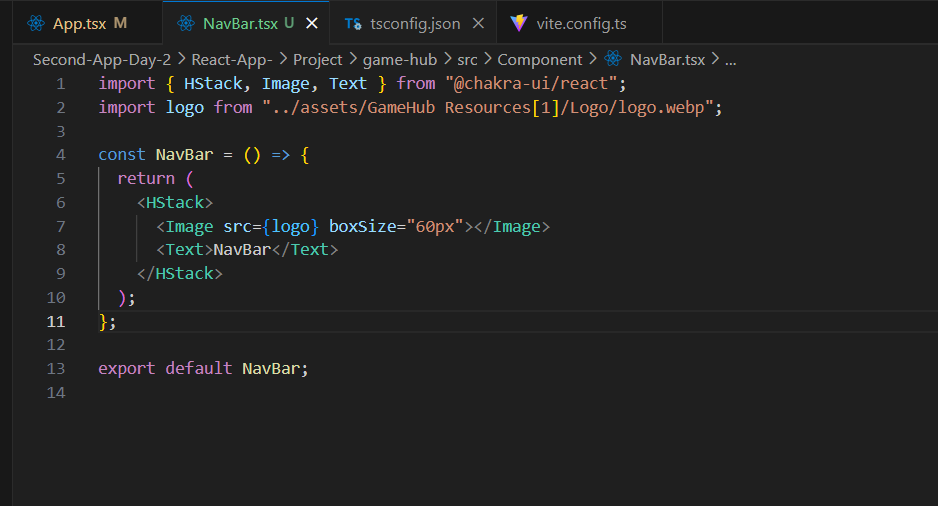 App.tsx M NavBar.tsx U tsconfig.json vite.config.ts
Second-App-Day-2 > React-App- > Project > game-hub > src > Component > NavBar.tsx > ...
1 import { HStack, Image, Text } from "@chakra-ui/react";
2 import logo from "../assets/GameHub Resources[1]/Logo/logo.webp";
3
4 const NavBar = () => {
5   return (
6     <HStack>
7       <Image src={logo} boxSize="60px"></Image>
8       <Text>NavBar</Text>
9     </HStack>
10   );
11 };
12
13 export default NavBar;
14